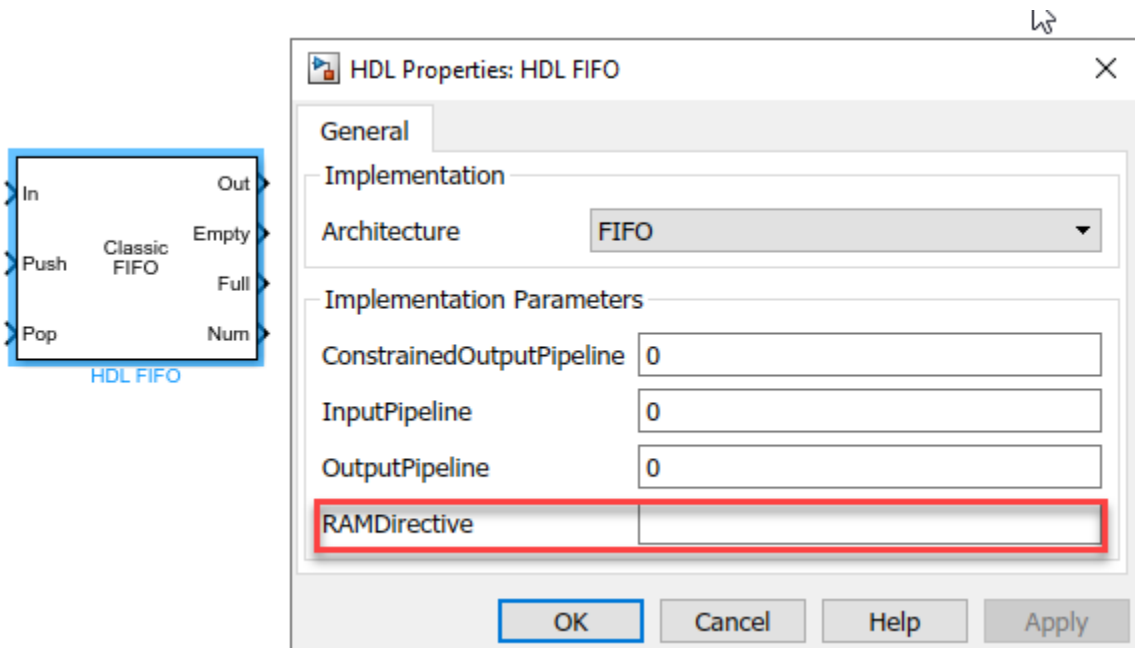 In
Push
Pop
Classic
FIFO
Out
Empty
Full
Num
HDL FIFO
HDL Properties: HDL FIFO
General
Implementation
Architecture FIFO
Implementation Parameters
ConstrainedOutputPipeline 0
InputPipeline 0
OutputPipeline 0
RAMDirective
OK Cancel Help Apply